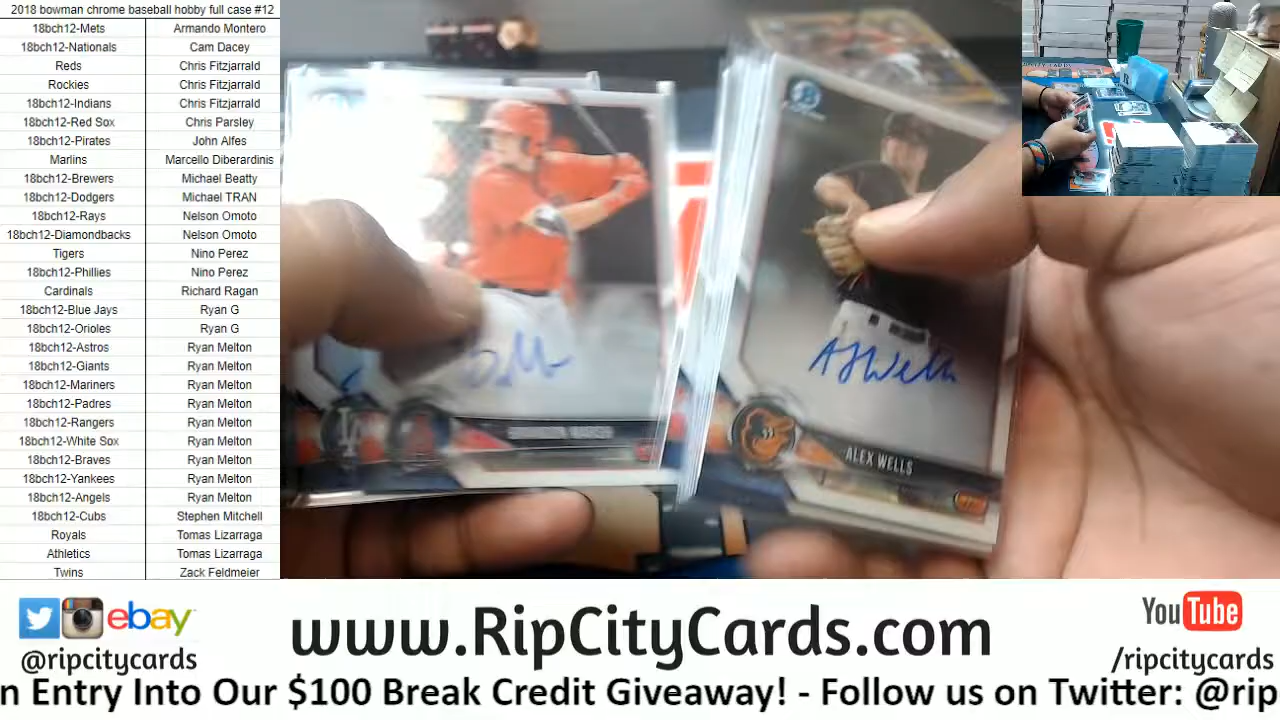 2018 bowman chrome baseball hobby full case #12
18bch12-Mets Armando Montero
18bch12-Nationals Cam Dacey
Reds Chris Fitzjarrald
Rockies Chris Fitzjarrald
18bch12-Indians Chris Fitzjarrald
18bch12-Red Sox Chris Parsley
18bch12-Pirates John Alfes
Marlins Marcello Diberardinis
18bch12-Brewers Michael Beatty
18bch12-Dodgers Michael TRAN
18bch12-Rays Nelson Omoto
18bch12-Diamondbacks Nelson Omoto
Tigers Nino Perez
18bch12-Phillies Nino Perez
Cardinals Richard Ragan
18bch12-Blue Jays Ryan G
18bch12-Orioles Ryan G
18bch12-Astros Ryan Melton
18bch12-Giants Ryan Melton
18bch12-Mariners Ryan Melton
18bch12-Padres Ryan Melton
18bch12-Rangers Ryan Melton
18bch12-White Sox Ryan Melton
18bch12-Braves Ryan Melton
18bch12-Yankees Ryan Melton
18bch12-Angels Ryan Melton
18bch12-Cubs Stephen Mitchell
Royals Tomas Lizarraga
Athletics Tomas Lizarraga
Twins Zack Feldmeier
ALEX WELLS
ebay
@ripcitycards
www.RipCityCards.com
YouTube
/ripcitycards
n Entry Into Our $100 Break Credit Giveaway! - Follow us on Twitter: @rip